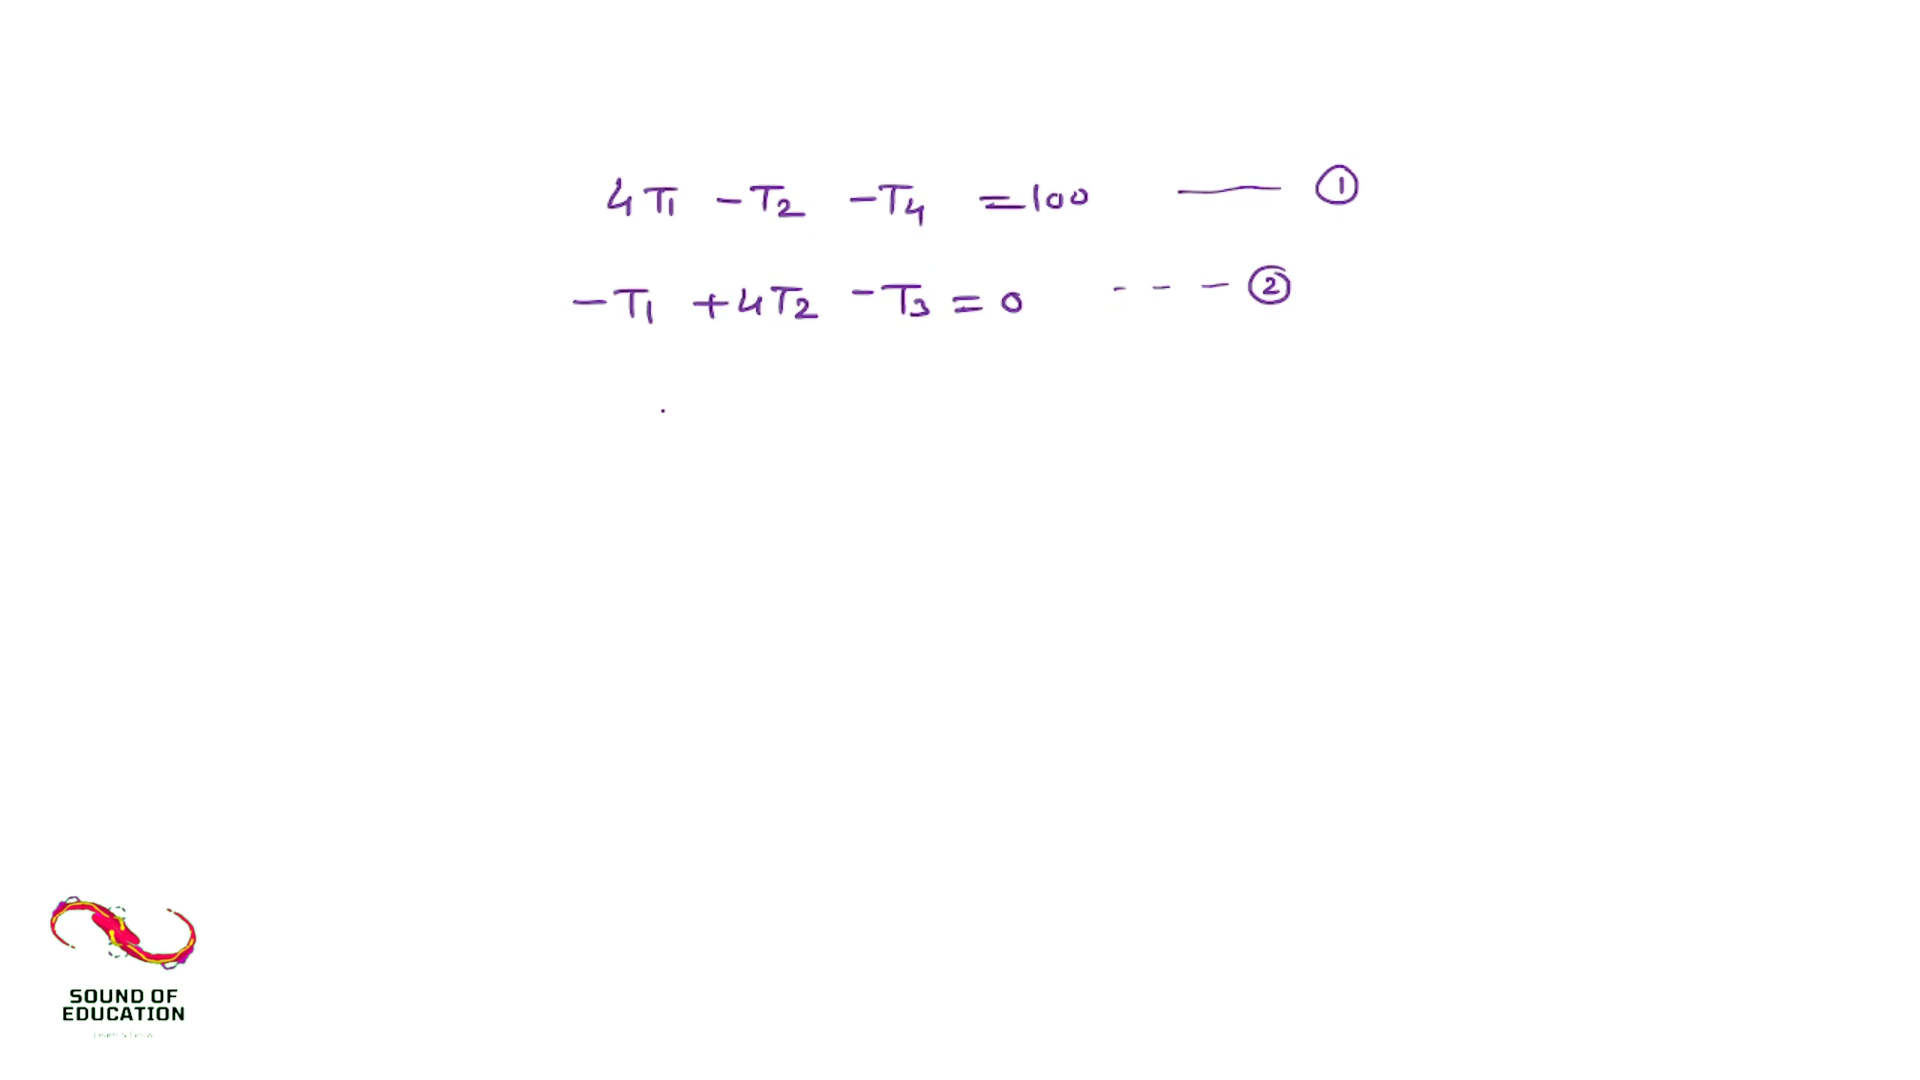 4T₁ -T₂ -T₄ =100 —— ①
-T₁ +4T₂ -T₃ = 0 - - - ②
SOUND OF
EDUCATION